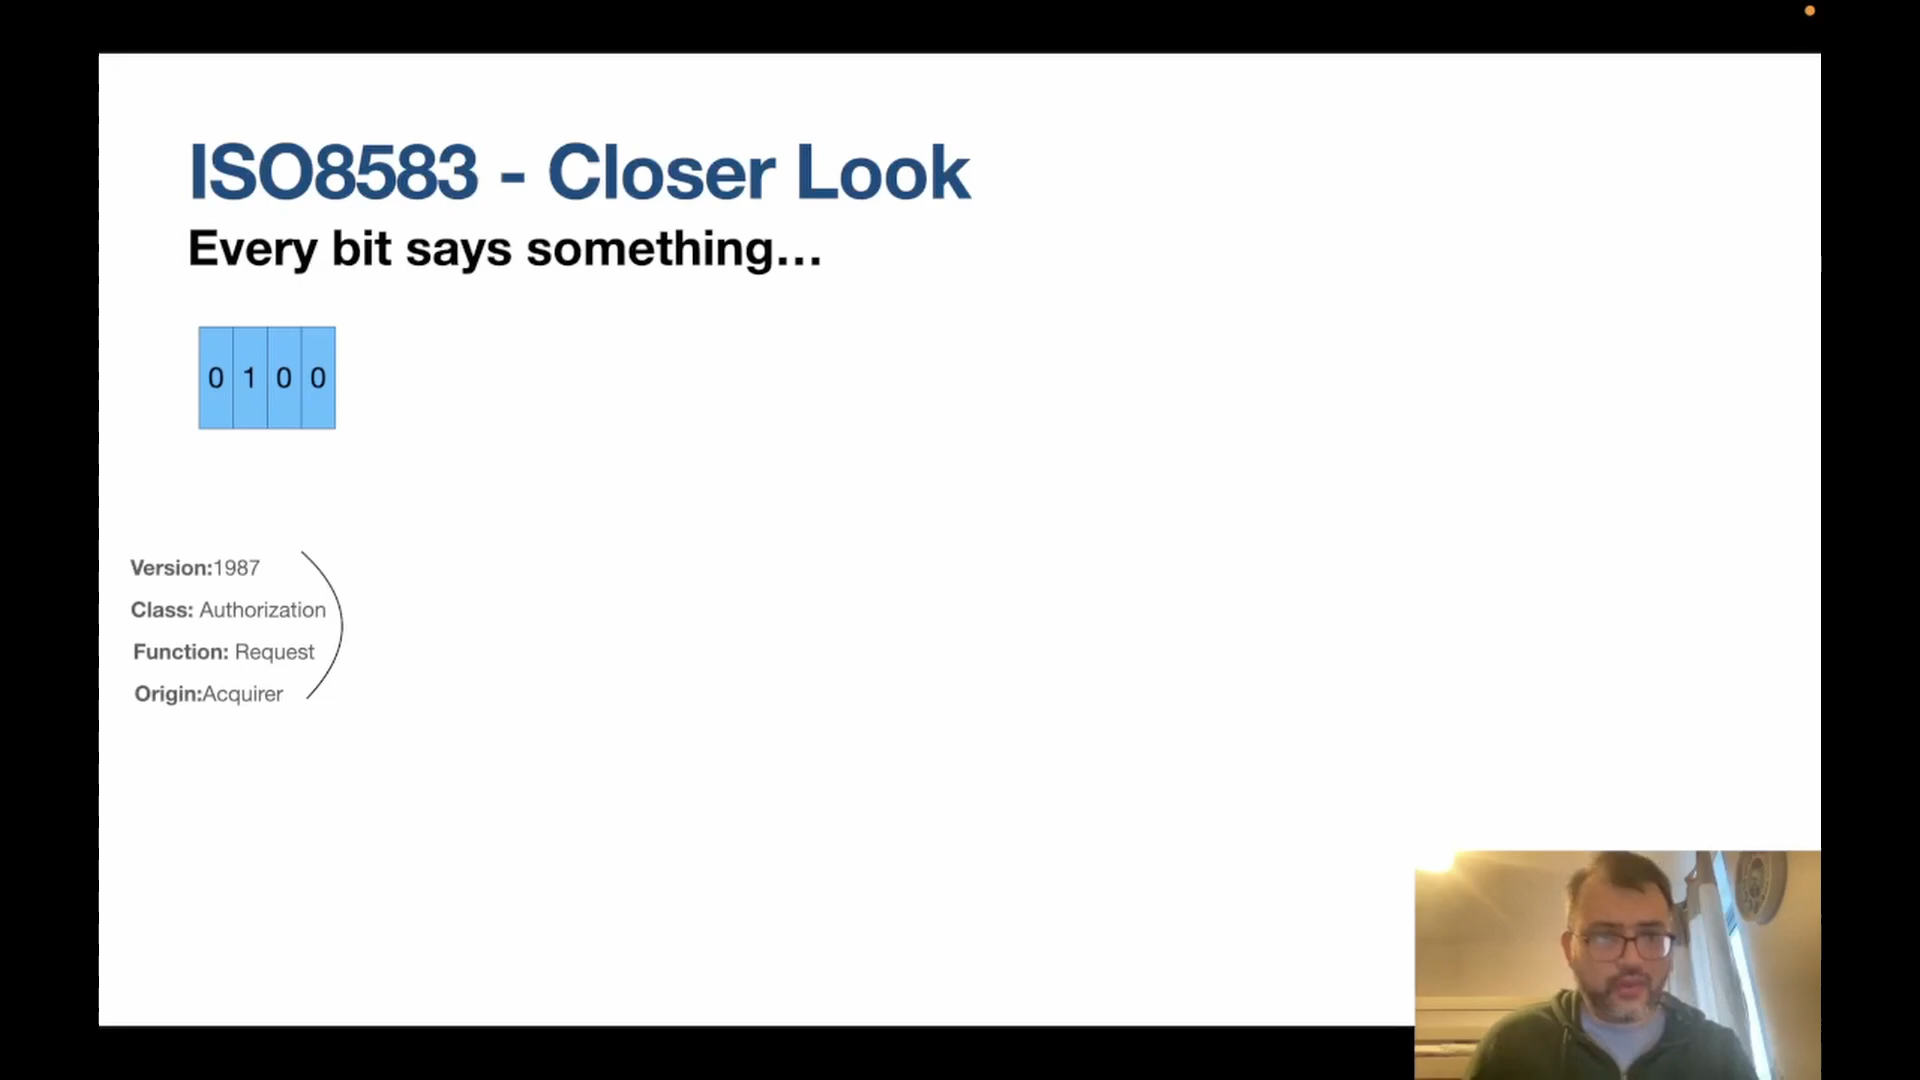 ISO8583 - Closer Look
Every bit says something...
0 1 0 0
Version:1987
Class: Authorization
Function: Request
Origin:Acquirer